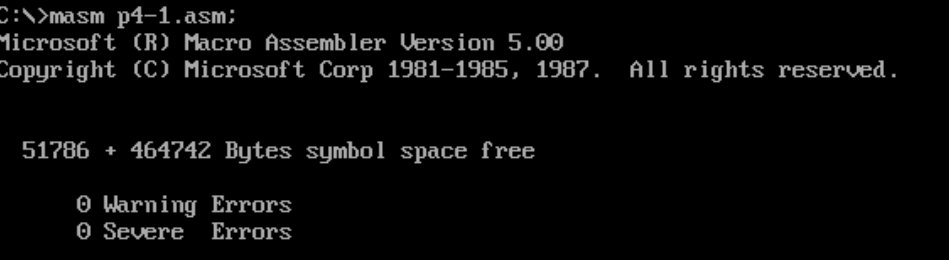 C:\>masm p4-1.asm;
Microsoft (R) Macro Assembler Version 5.00
Copyright (C) Microsoft Corp 1981-1985, 1987.  All rights reserved.
51786 + 464742 Bytes symbol space free
0 Warning Errors
0 Severe  Errors